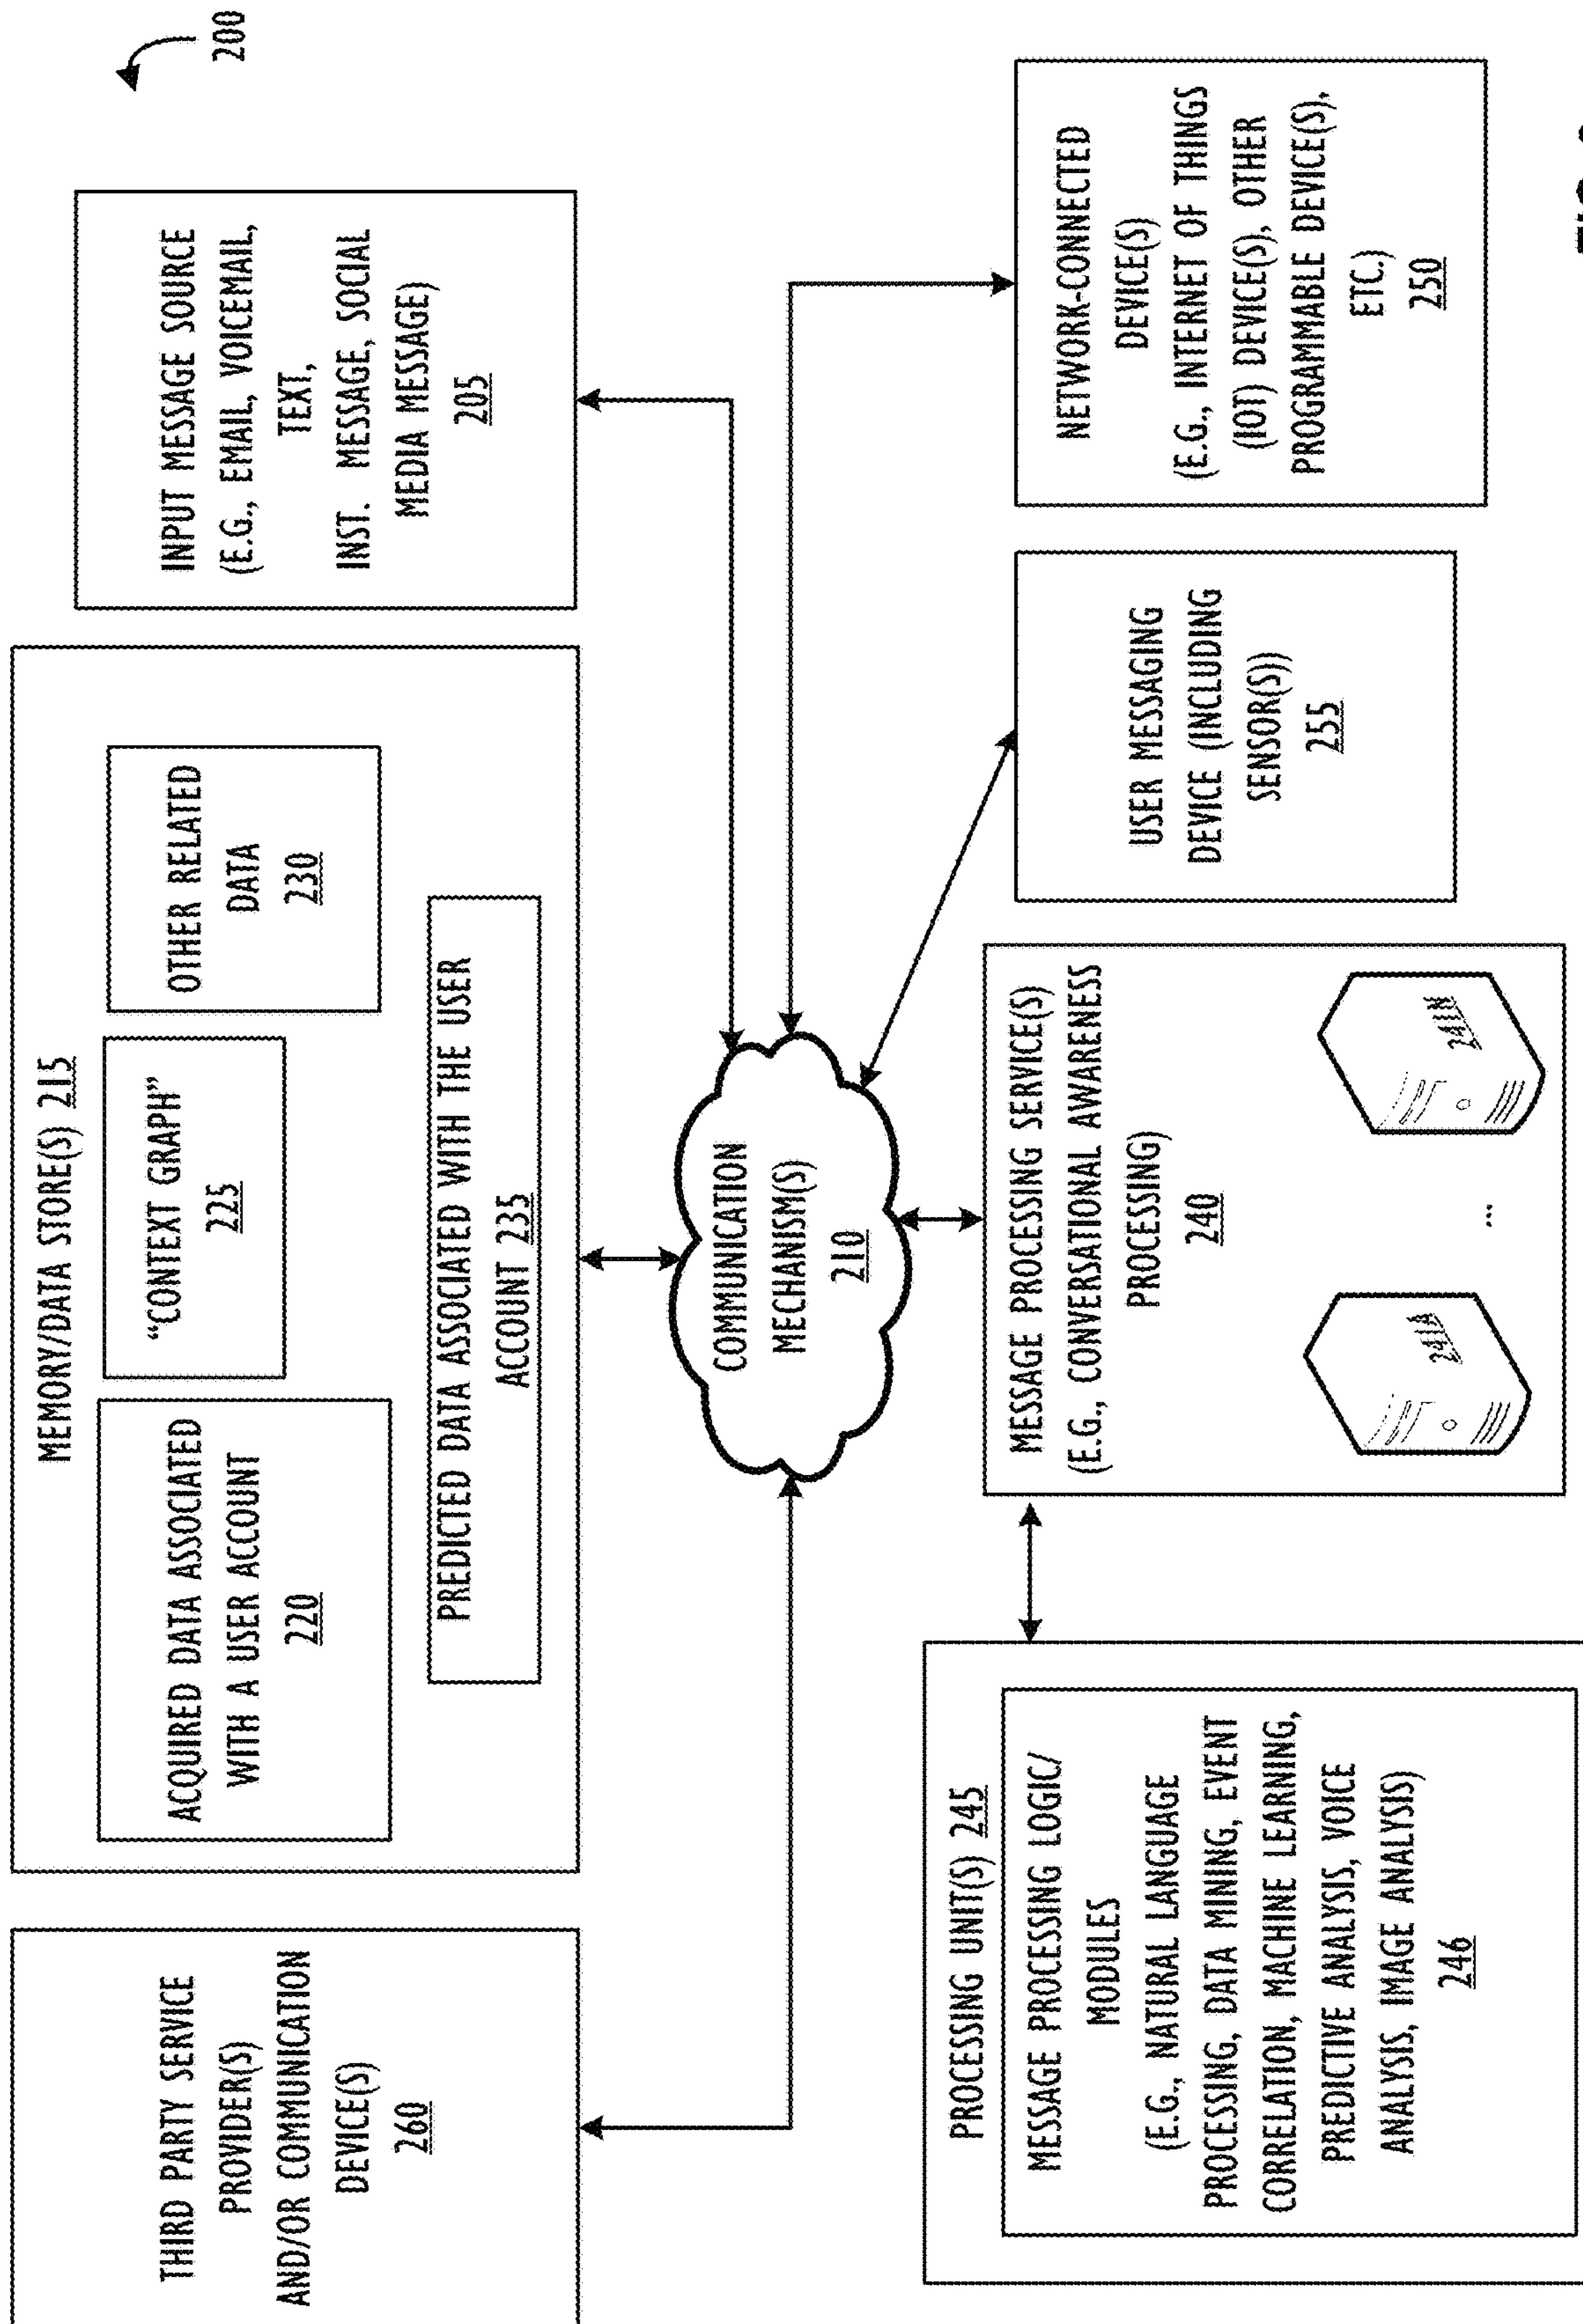 THIRD PARTY SERVICE
PROVIDER(S)
AND/OR COMMUNICATION
DEVICE(S)
260
MEMORY/DATA STORE(S) 215
ACQUIRED DATA ASSOCIATED
WITH A USER ACCOUNT
220
“CONTEXT GRAPH”
225
OTHER RELATED
DATA
230
PREDICTED DATA ASSOCIATED WITH THE USER
ACCOUNT 235
INPUT MESSAGE SOURCE
(E.G., EMAIL, VOICEMAIL,
TEXT,
INST. MESSAGE, SOCIAL
MEDIA MESSAGE)
205
200
COMMUNICATION
MECHANISM(S)
210
PROCESSING UNIT(S) 245
MESSAGE PROCESSING LOGIC/
MODULES
(E.G., NATURAL LANGUAGE
PROCESSING, DATA MINING, EVENT
CORRELATION, MACHINE LEARNING,
PREDICTIVE ANALYSIS, VOICE
ANALYSIS, IMAGE ANALYSIS)
246
MESSAGE PROCESSING SERVICE(S)
(E.G., CONVERSATIONAL AWARENESS
PROCESSING)
240
241A
...
241N
USER MESSAGING
DEVICE (INCLUDING
SENSOR(S))
255
NETWORK-CONNECTED
DEVICE(S)
(E.G., INTERNET OF THINGS
(IOT) DEVICE(S), OTHER
PROGRAMMABLE DEVICE(S),
ETC.)
250